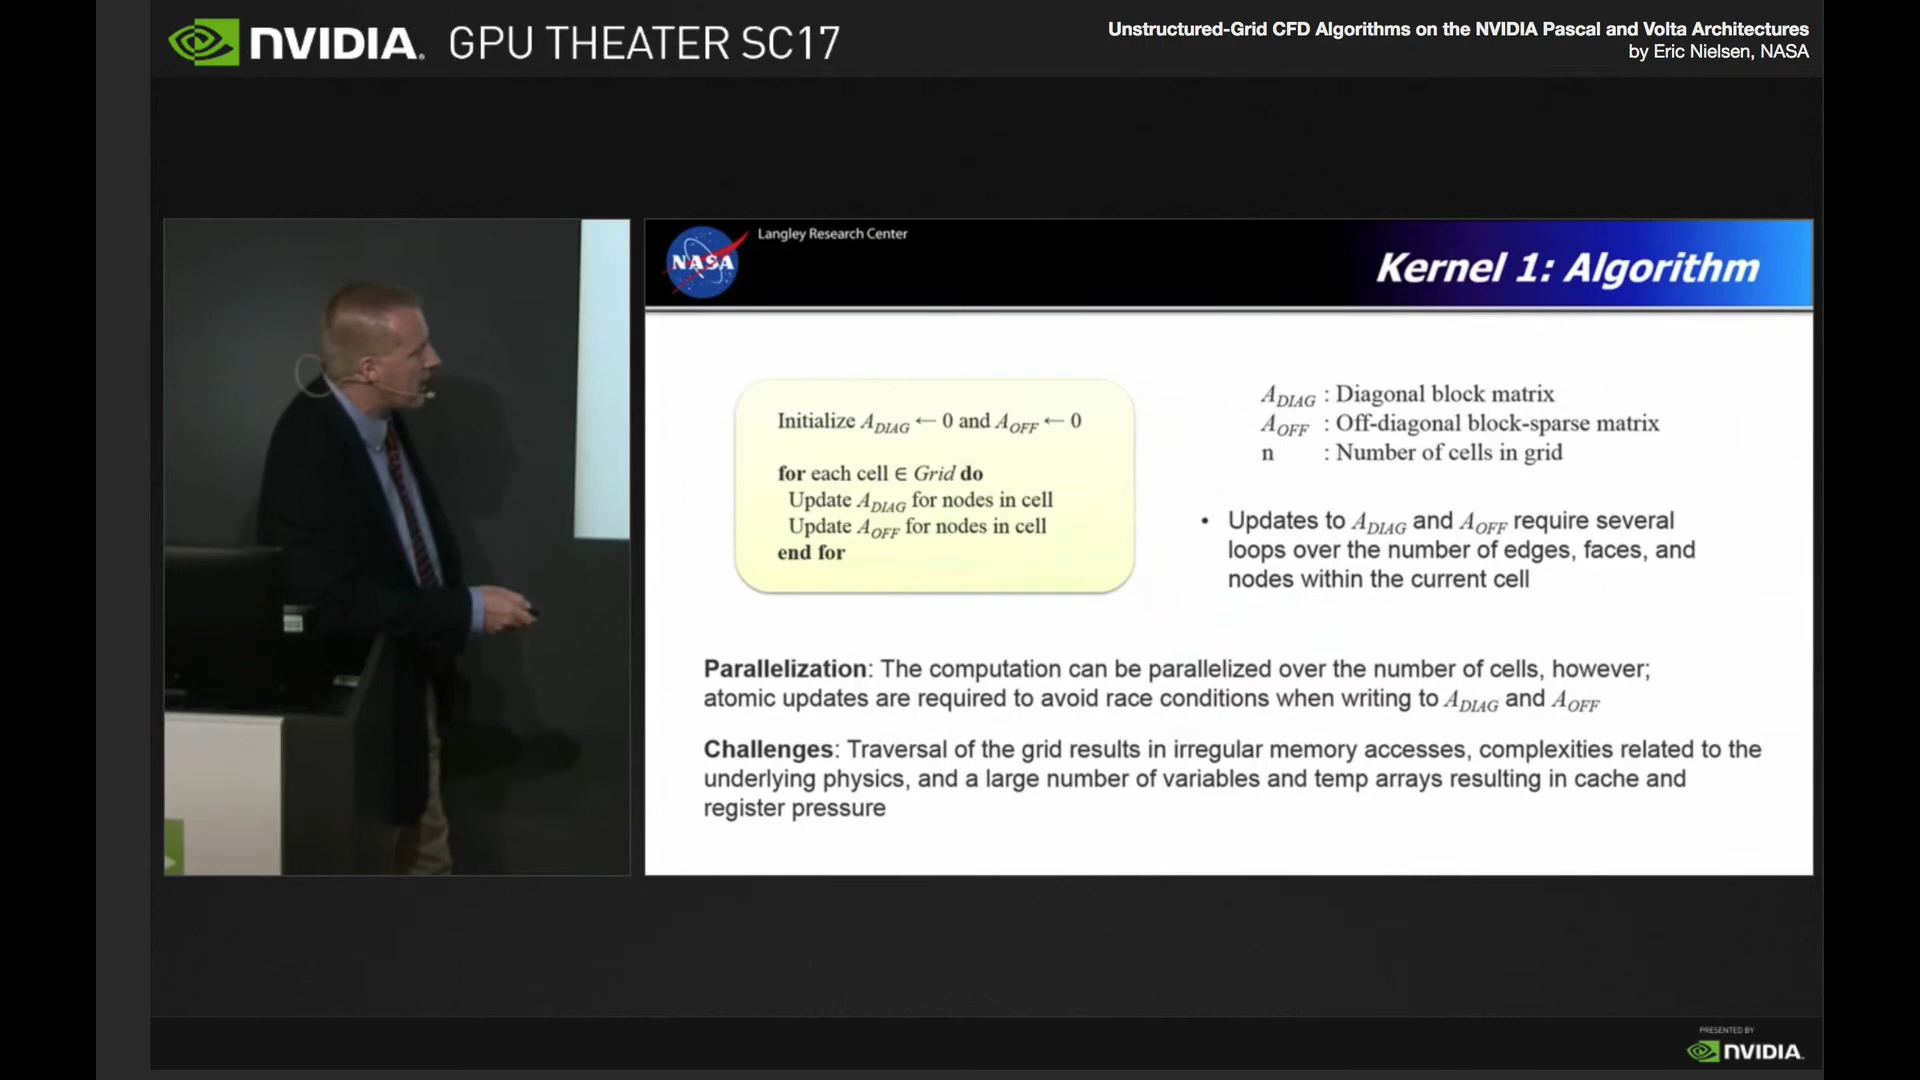 NVIDIA. GPU THEATER SC17
Unstructured-Grid CFD Algorithms on the NVIDIA Pascal and Volta Architectures
by Eric Nielsen, NASA
NASA
Langley Research Center
Kernel 1: Algorithm
Initialize A_DIAG ← 0 and A_OFF ← 0
for each cell ∈ Grid do
Update A_DIAG for nodes in cell
Update A_OFF for nodes in cell
end for
A_DIAG : Diagonal block matrix
A_OFF : Off-diagonal block-sparse matrix
n : Number of cells in grid
• Updates to A_DIAG and A_OFF require several
loops over the number of edges, faces, and
nodes within the current cell
Parallelization: The computation can be parallelized over the number of cells, however;
atomic updates are required to avoid race conditions when writing to A_DIAG and A_OFF
Challenges: Traversal of the grid results in irregular memory accesses, complexities related to the
underlying physics, and a large number of variables and temp arrays resulting in cache and
register pressure
PRESENTED BY
NVIDIA.